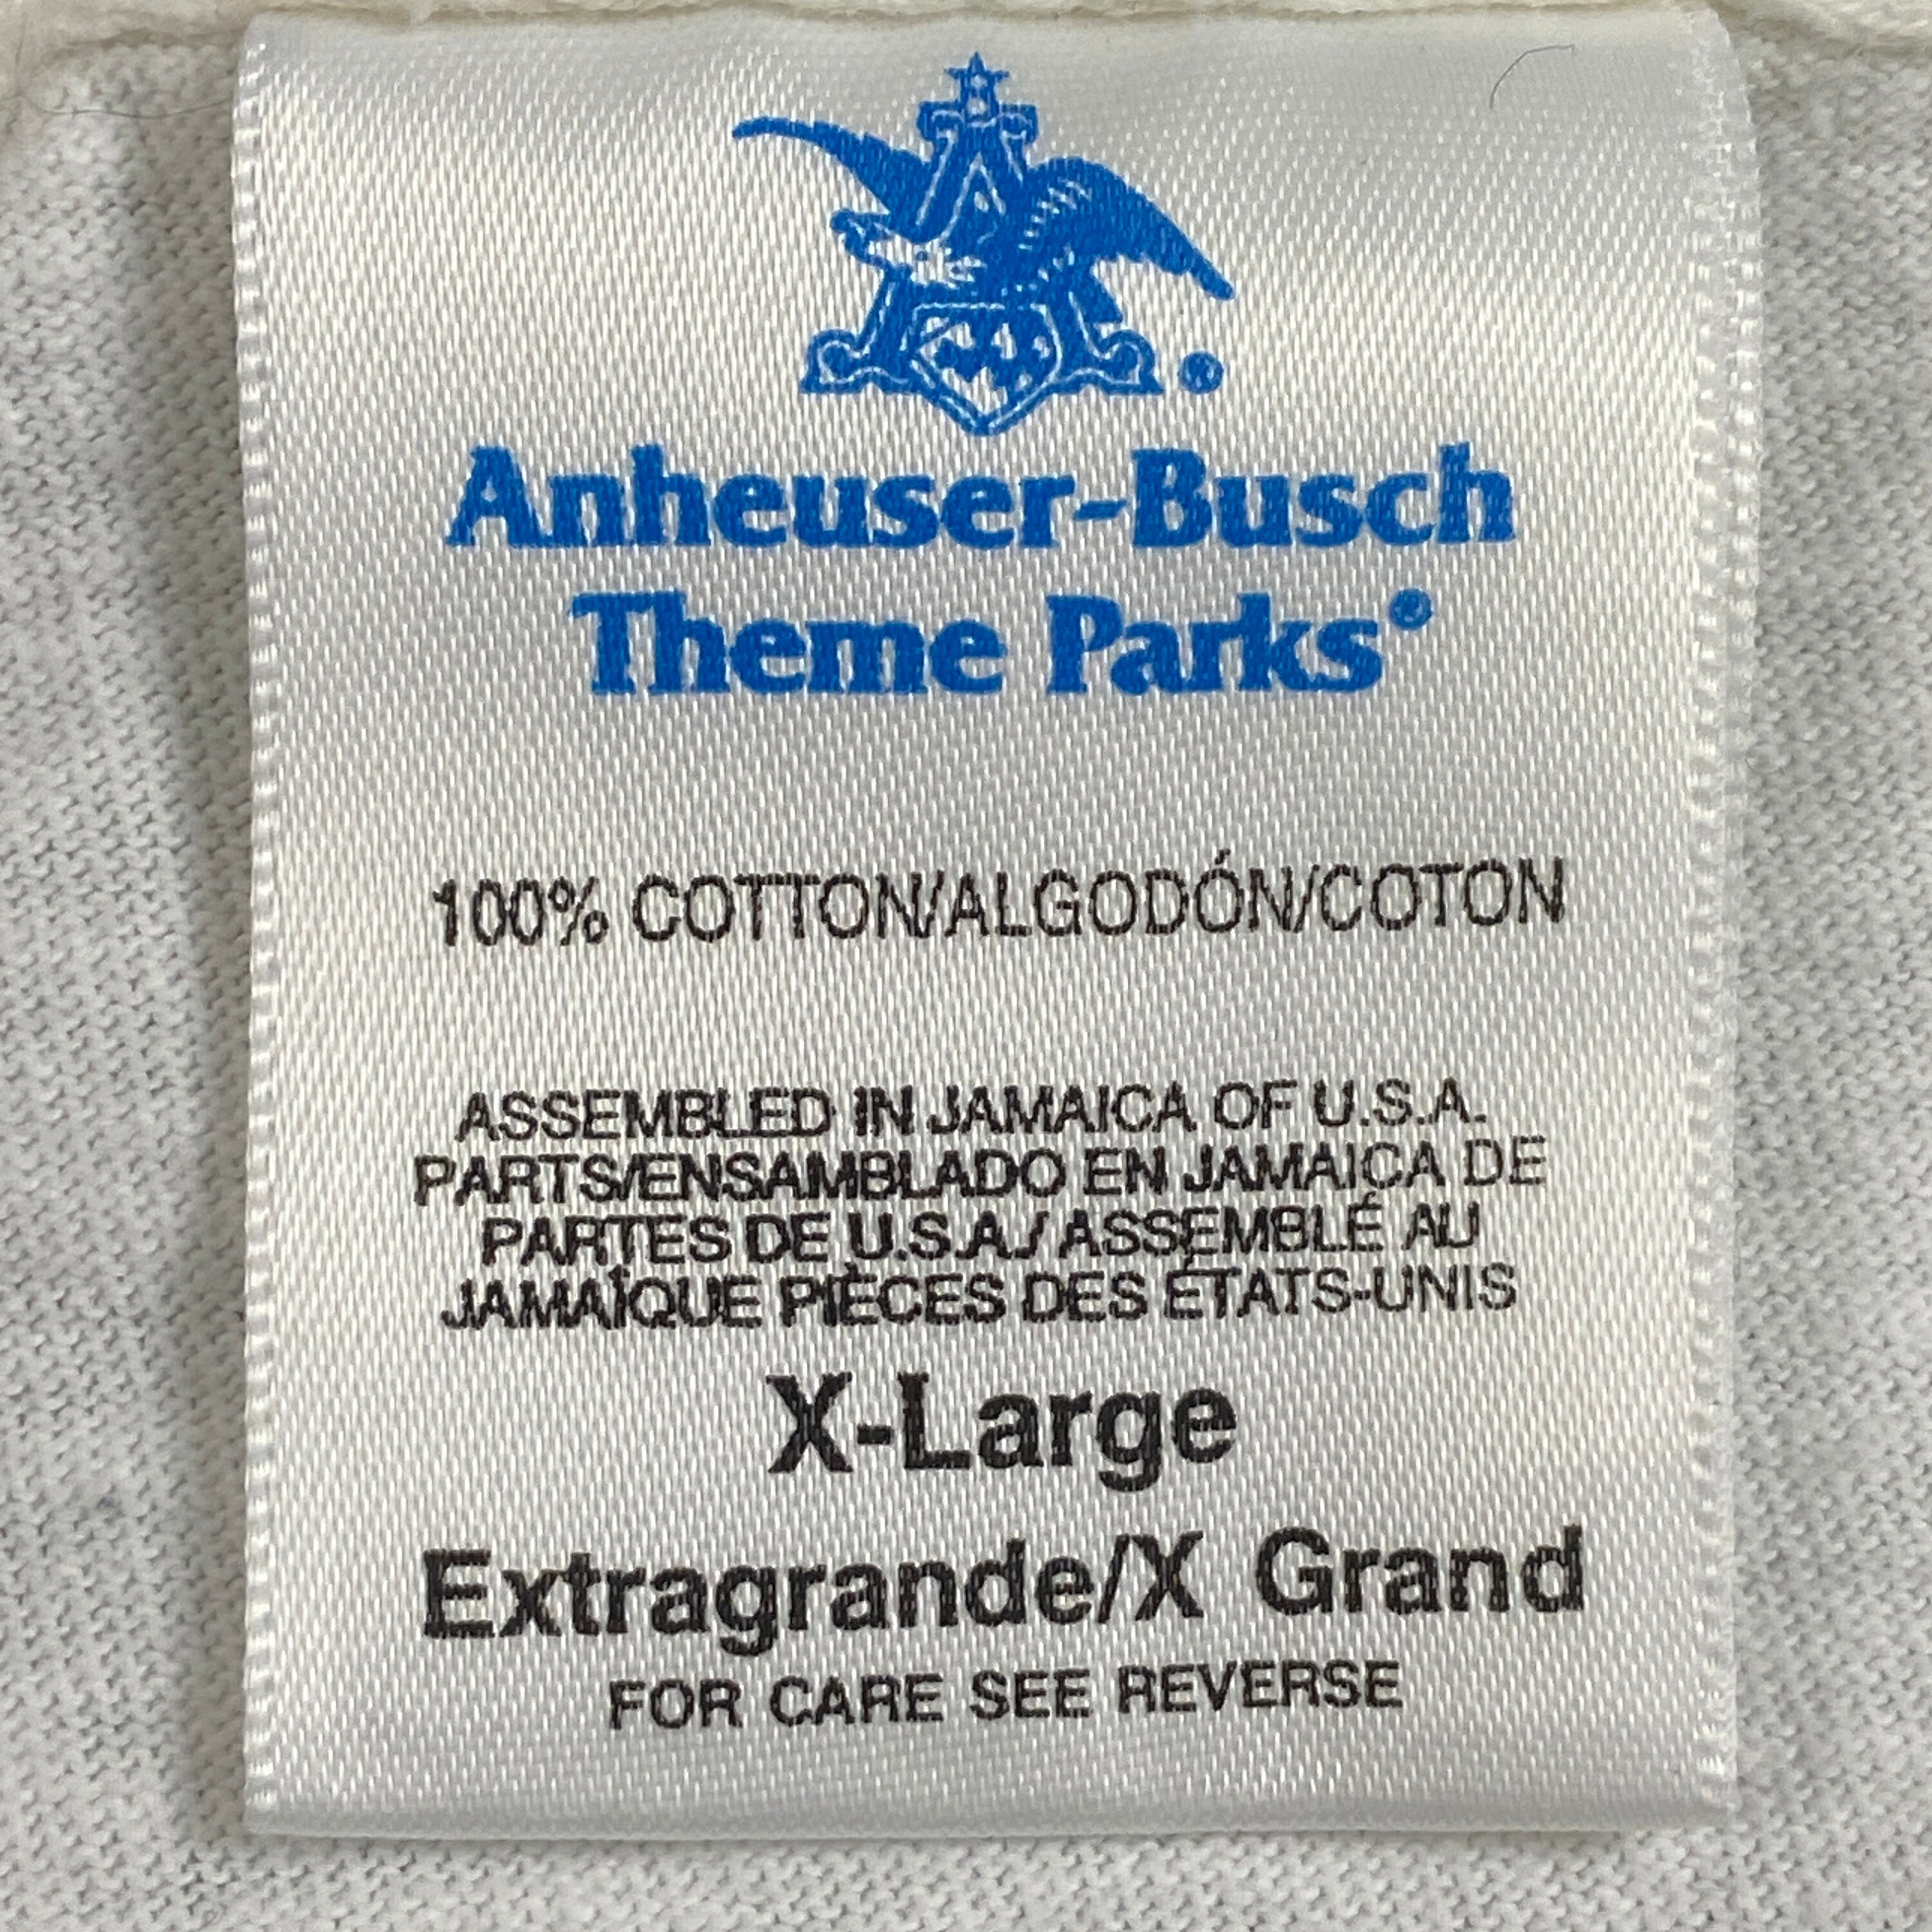 A
®
Anheuser-Busch
Theme Parks®
100% COTTON/ALGODÓN/COTON
ASSEMBLED IN JAMAICA OF U.S.A.
PARTS/ENSAMBLADO EN JAMAICA DE
PARTES DE U.S.A./ ASSEMBLÉ AU
JAMAÏQUE PIÈCES DES ÉTATS-UNIS
X-Large
Extragrande/X Grand
FOR CARE SEE REVERSE